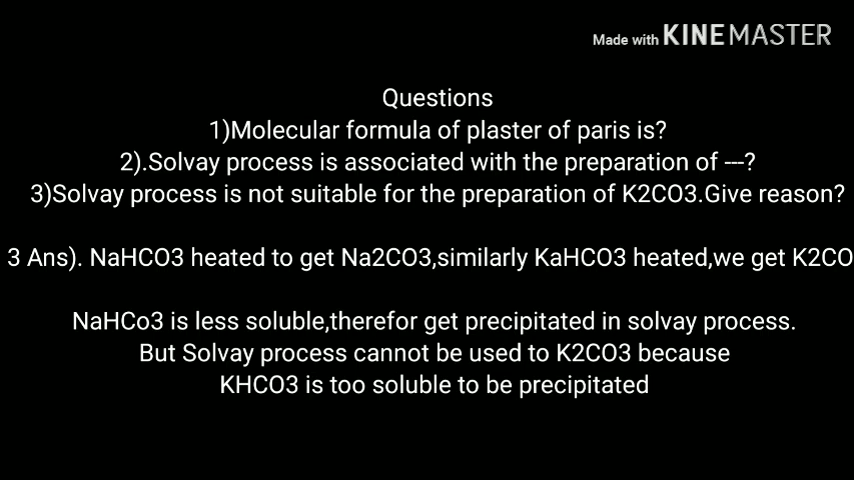 Made with KINEMASTER
Questions
1)Molecular formula of plaster of paris is?
2).Solvay process is associated with the preparation of ---?
3)Solvay process is not suitable for the preparation of K2CO3.Give reason?
3 Ans). NaHCO3 heated to get Na2CO3,similarly KaHCO3 heated,we get K2CO
NaHCo3 is less soluble,therefor get precipitated in solvay process.
But Solvay process cannot be used to K2CO3 because
KHCO3 is too soluble to be precipitated